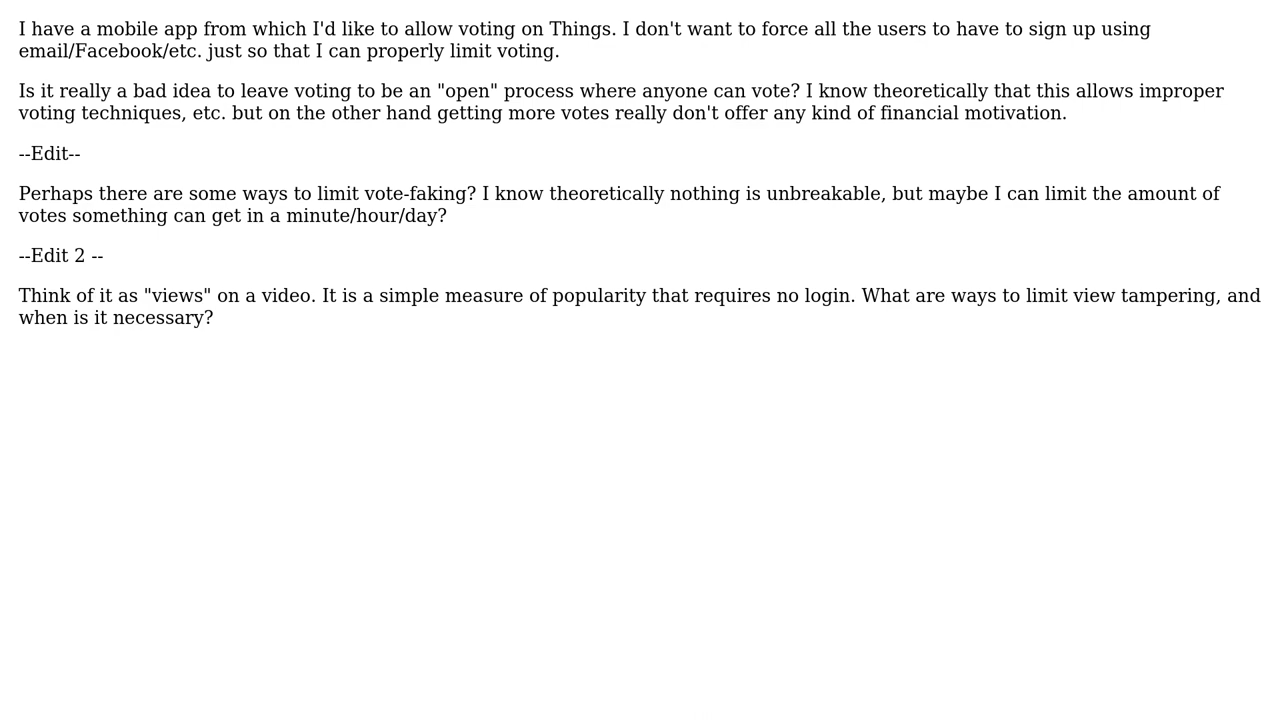 I have a mobile app from which I'd like to allow voting on Things. I don't want to force all the users to have to sign up using
email/Facebook/etc. just so that I can properly limit voting.
Is it really a bad idea to leave voting to be an "open" process where anyone can vote? I know theoretically that this allows improper
voting techniques, etc. but on the other hand getting more votes really don't offer any kind of financial motivation.
--Edit--
Perhaps there are some ways to limit vote-faking? I know theoretically nothing is unbreakable, but maybe I can limit the amount of
votes something can get in a minute/hour/day?
--Edit 2 --
Think of it as "views" on a video. It is a simple measure of popularity that requires no login. What are ways to limit view tampering, and
when is it necessary?